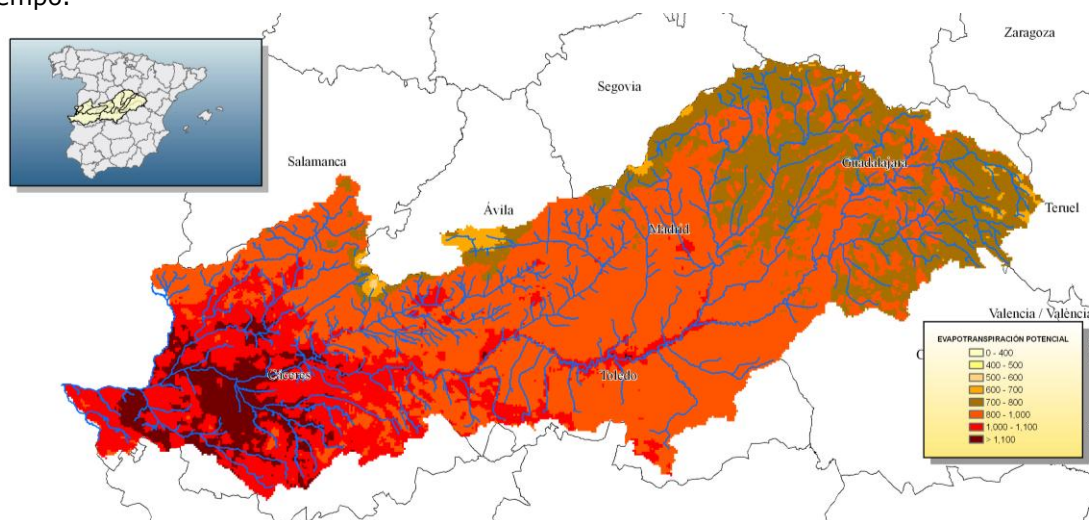 empo.
Zaragoza
Segovia
Salamanca
Guadalajara
Ávila
Teruel
Madrid
Valencia / València
Cáceres
Toledo
EVAPOTRANSPIRACIÓN POTENCIAL
0 - 400
400 - 500
500 - 600
600 - 700
700 - 800
800 - 1,000
1,000 - 1,100
> 1,100